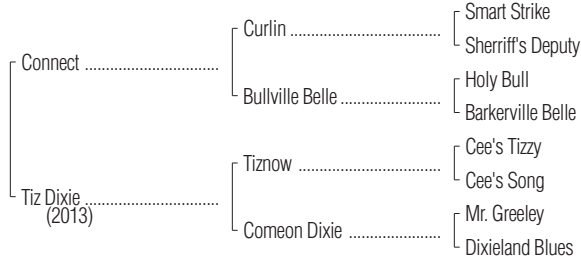 Smart Strike
Curlin ........................
Sherriff's Deputy
Connect ...................................
Holy Bull
Bullville Belle ..................
Barkerville Belle
Cee's Tizzy
Tiznow .......................
Cee's Song
Tiz Dixie ...................................
(2013)
Mr. Greeley
Comeon Dixie ................
Dixieland Blues